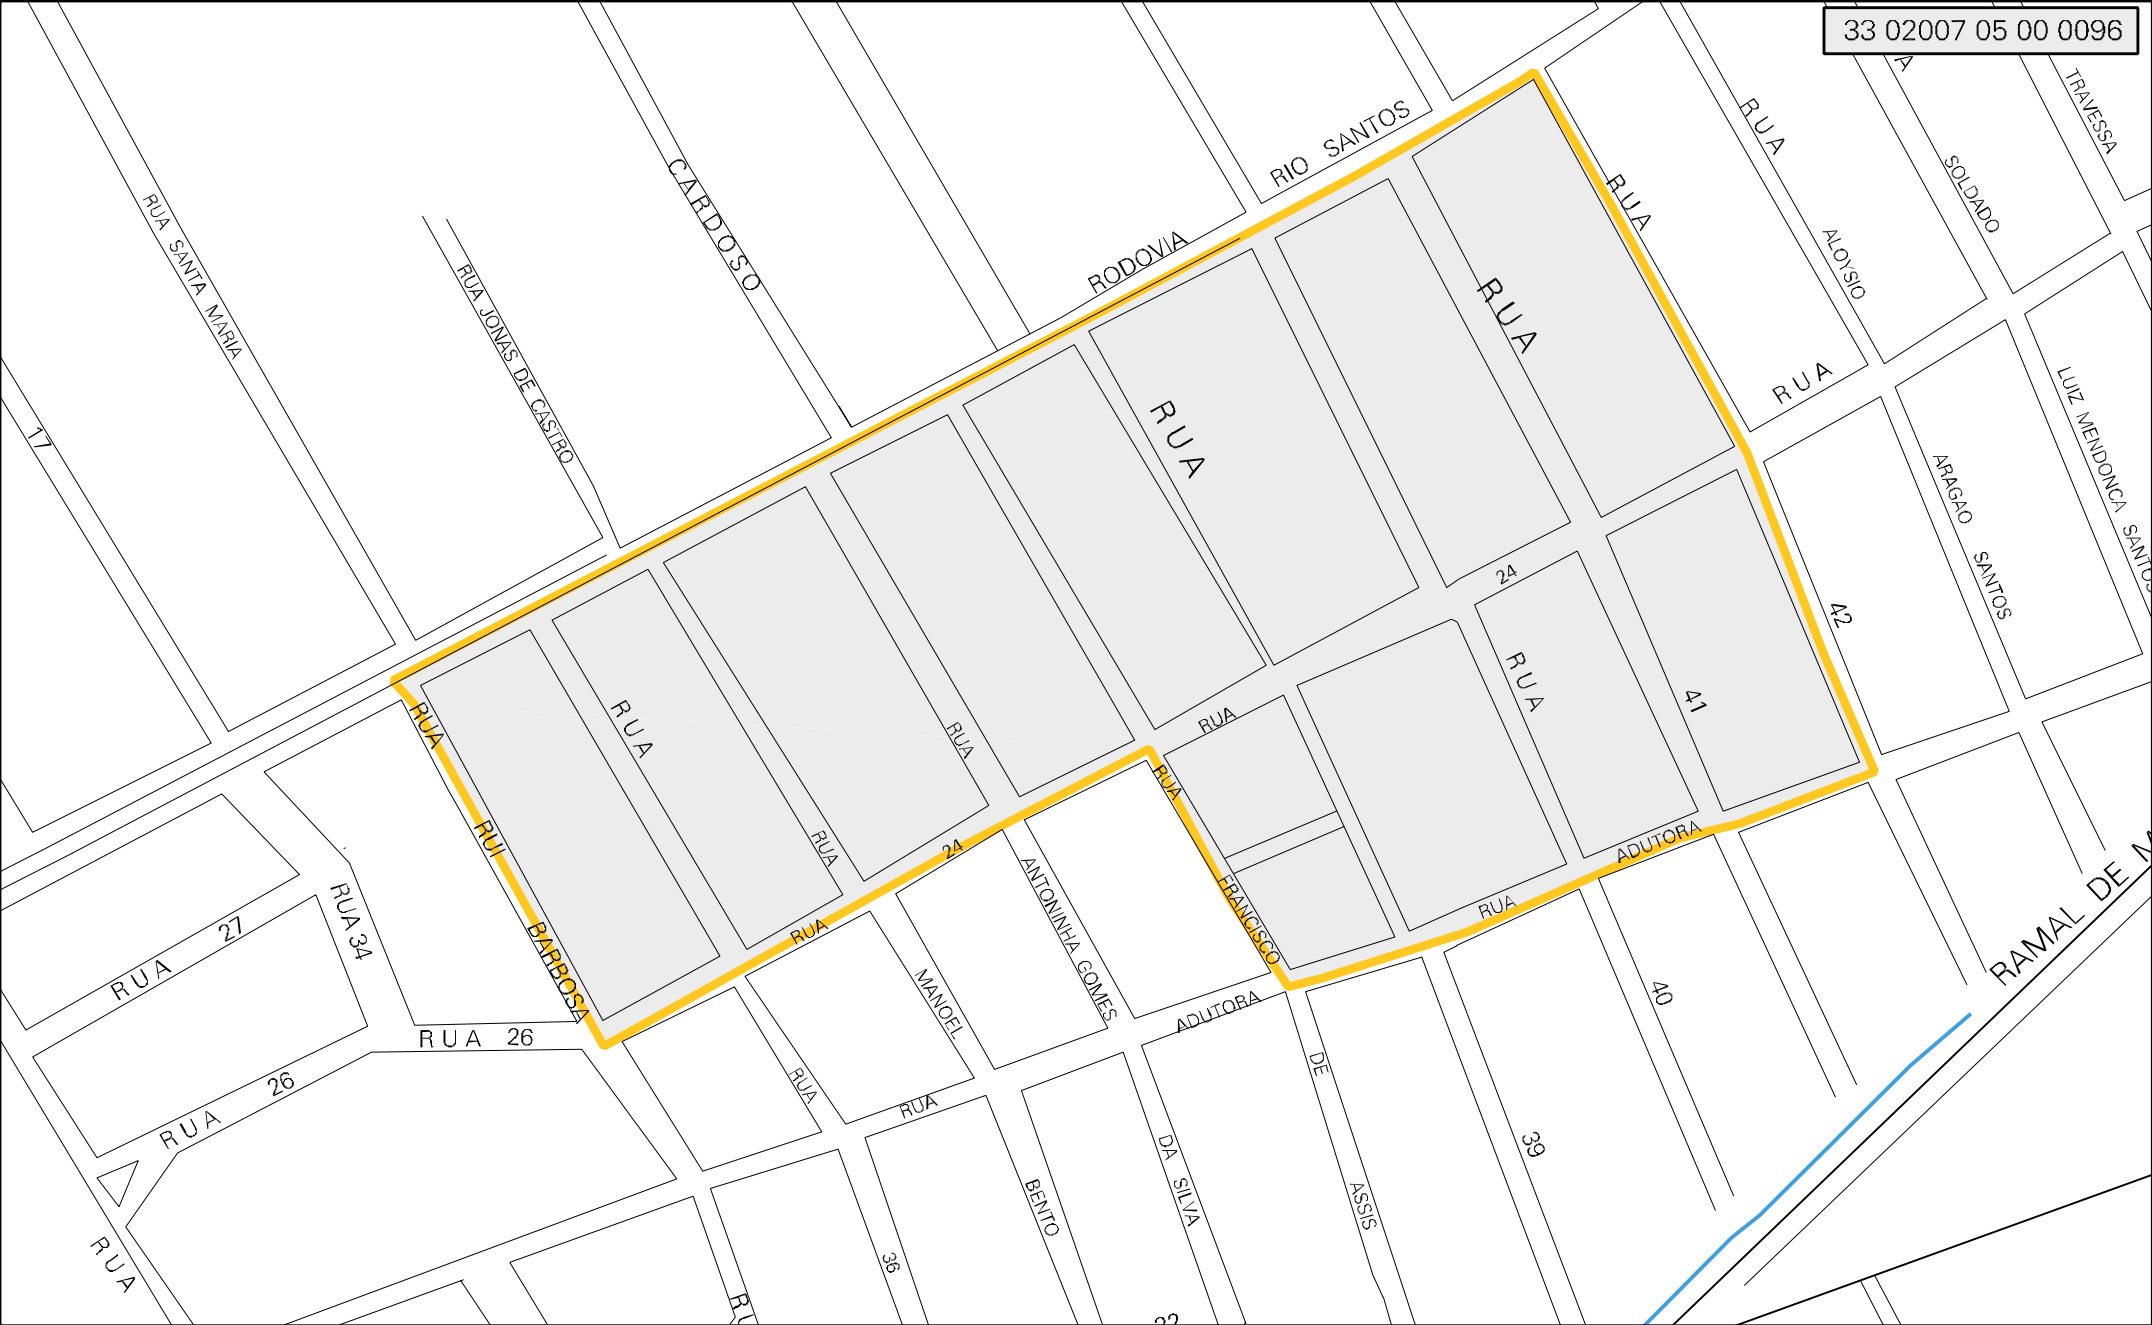 33 02007 05 00 0096
A
TRAVESSA
RUA
SOLDADO
RIO SANTOS
CARDOSO
RUA
RUA SANTA MARIA
ALOYSIO
RODOVIA
RUA JONAS DE CASTRO
RUA
RUA
LUIZ MENDONCA SANTOS
17
RUA
ARAGAO SANTOS
24
42
RUA
41
RUA
RUA
RUA
RUA
RUA
RUI
BARBOSA
RUA
24
RUA
ADUTORA
RUA
FRANCISCO
RUA
ANTONINHA GOMES
MANOEL
ADUTORA
RUA 34
27
RUA
RUA 26
26
RUA
40
RAMAL DE
DE
RUA
RUA
39
DA SILVA
BENTO
ASSIS
RUA
36